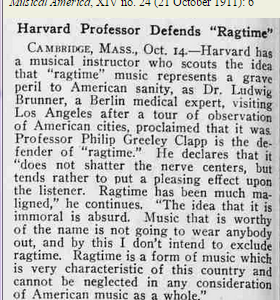 Musical America, XIV no. 24 (21 October 1911): 6
Harvard Professor Defends "Ragtime"
CAMBRIDGE, MASS., Oct. 14.—Harvard has
a musical instructor who scouts the idea
that "ragtime" music represents a grave
peril to American sanity, as Dr. Ludwig
Brunner, a Berlin medical expert, visiting
Los Angeles after a tour of observation
of American cities, proclaimed that it was.
Professor Philip Greeley Clapp is the de-
fender of "ragtime." He declares that it
"does not shatter the nerve centers, but
tends rather to put a pleasing effect upon
the listener. Ragtime has been much ma-
ligned," he continues. "The idea that is is
immoral is absurd. Music that is worthy
of the name is not going to wear anybody
out, and by this I don't intend to exclude
ragtime. Ragtime is a form of music which
is very characteristic of this country and
cannot be neglected in any consideration
of American music as a whole."